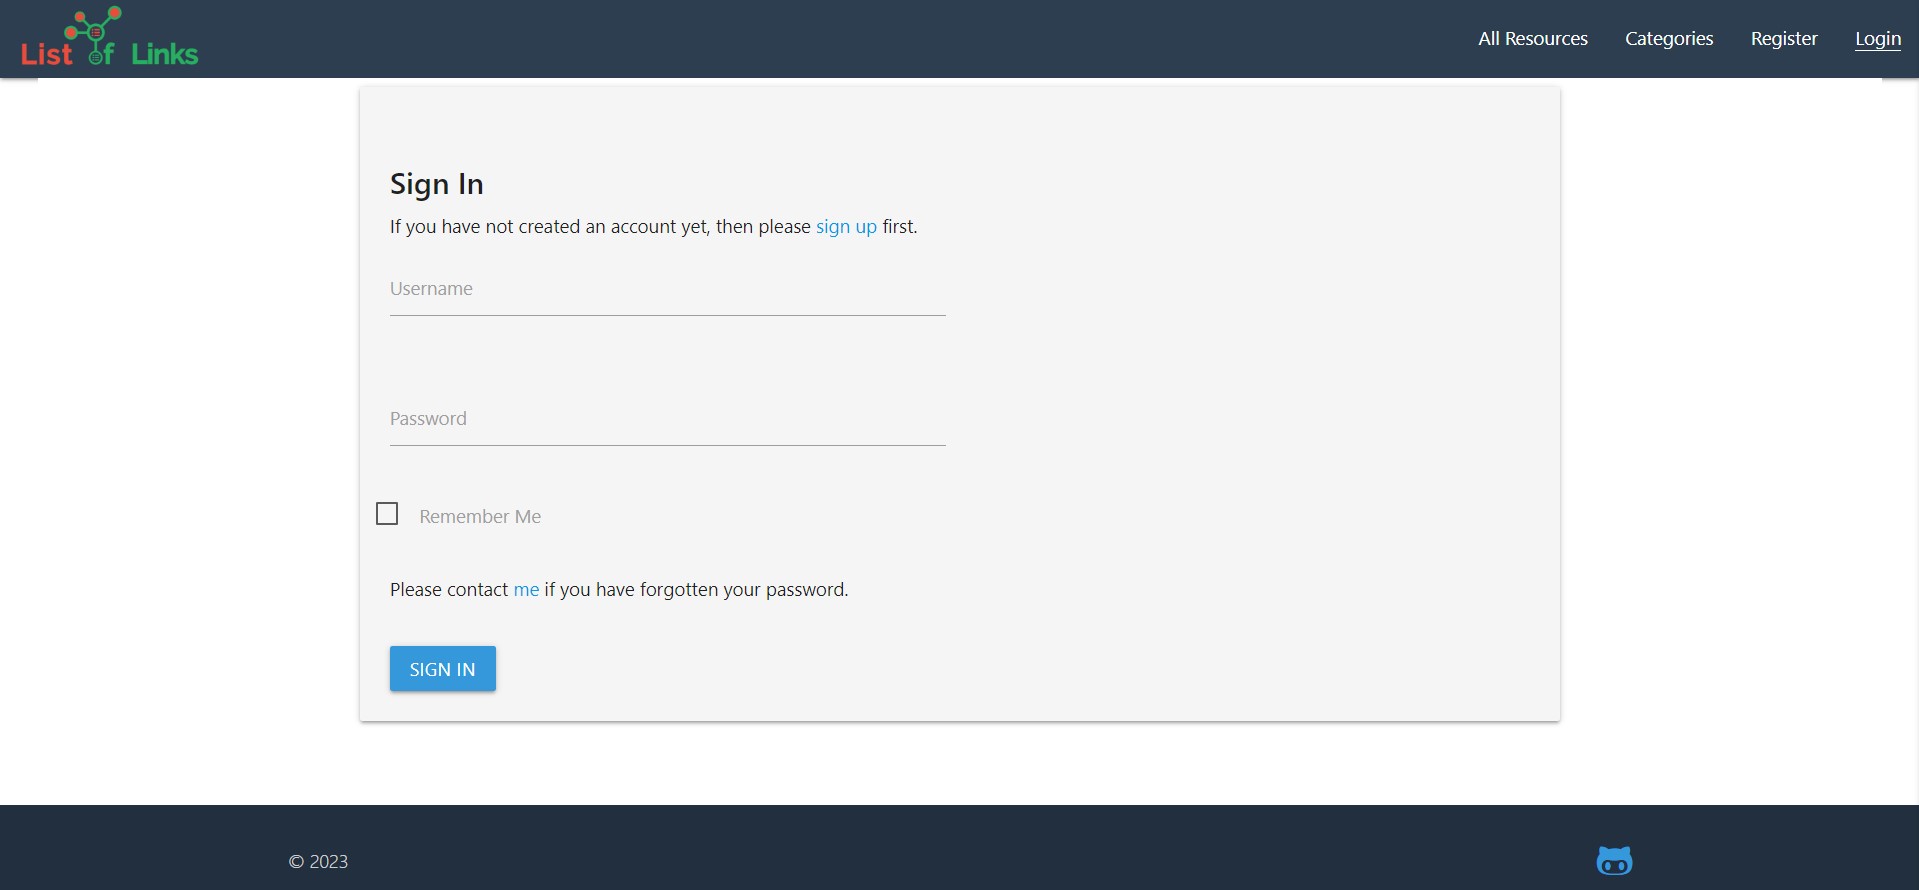 List Of Links
All Resources
Categories
Register
Login
Sign In
If you have not created an account yet, then please sign up first.
Username
Password
Remember Me
Please contact me if you have forgotten your password.
SIGN IN
© 2023